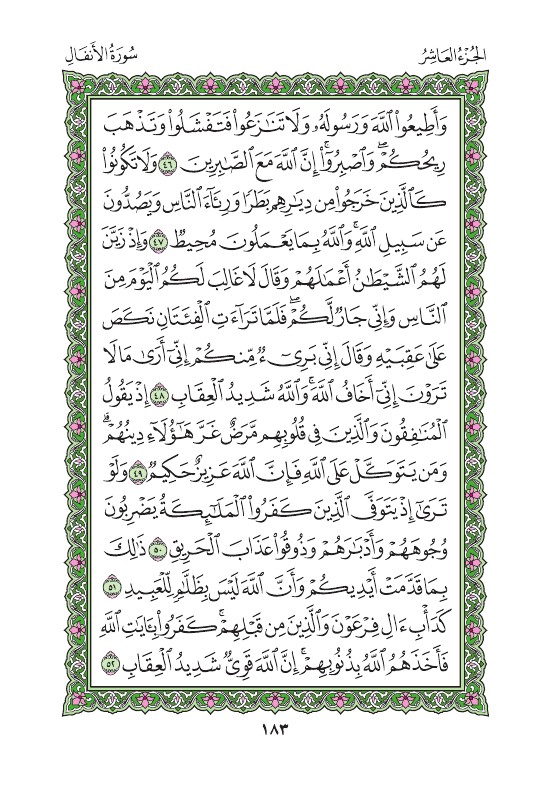 الجُزْءُ العَاشِرُ
سُورَةُ الأَنفَالِ
وَأَطِيعُوا۟ ٱللَّهَ وَرَسُولَهُۥ وَلَا تَنَٰزَعُوا۟ فَتَفْشَلُوا۟ وَتَذْهَبَ
رِيحُكُمْ ۖ وَٱصْبِرُوٓا۟ ۚ إِنَّ ٱللَّهَ مَعَ ٱلصَّٰبِرِينَ ٤٦ وَلَا تَكُونُوا۟
كَٱلَّذِينَ خَرَجُوا۟ مِن دِيَٰرِهِم بَطَرًا وَرِئَآءَ ٱلنَّاسِ وَيَصُدُّونَ
عَن سَبِيلِ ٱللَّهِ ۚ وَٱللَّهُ بِمَا يَعْمَلُونَ مُحِيطٌ ٤٧ وَإِذْ زَيَّنَ
لَهُمُ ٱلشَّيْطَٰنُ أَعْمَٰلَهُمْ وَقَالَ لَا غَالِبَ لَكُمُ ٱلْيَوْمَ مِنَ
ٱلنَّاسِ وَإِنِّى جَارٌ لَّكُمْ ۖ فَلَمَّا تَرَآءَتِ ٱلْفِئَتَانِ نَكَصَ
عَلَىٰ عَقِبَيْهِ وَقَالَ إِنِّى بَرِىٓءٌ مِّنكُمْ إِنِّىٓ أَرَىٰ مَا لَا
تَرَوْنَ إِنِّىٓ أَخَافُ ٱللَّهَ ۚ وَٱللَّهُ شَدِيدُ ٱلْعِقَابِ ٤٨ إِذْ يَقُولُ
ٱلْمُنَٰفِقُونَ وَٱلَّذِينَ فِى قُلُوبِهِم مَّرَضٌ غَرَّ هَٰٓؤُلَآءِ دِينُهُمْ ۗ
وَمَن يَتَوَكَّلْ عَلَى ٱللَّهِ فَإِنَّ ٱللَّهَ عَزِيزٌ حَكِيمٌ ٤٩ وَلَوْ
تَرَىٰٓ إِذْ يَتَوَفَّى ٱلَّذِينَ كَفَرُوا۟ ۙ ٱلْمَلَٰٓئِكَةُ يَضْرِبُونَ
وُجُوهَهُمْ وَأَدْبَٰرَهُمْ وَذُوقُوا۟ عَذَابَ ٱلْحَرِيقِ ٥٠ ذَٰلِكَ
بِمَا قَدَّمَتْ أَيْدِيكُمْ وَأَنَّ ٱللَّهَ لَيْسَ بِظَلَّٰمٍ لِّلْعَبِيدِ ٥١
كَدَأْبِ ءَالِ فِرْعَوْنَ ۙ وَٱلَّذِينَ مِن قَبْلِهِمْ ۚ كَفَرُوا۟ بِـَٔايَٰتِ ٱللَّهِ
فَأَخَذَهُمُ ٱللَّهُ بِذُنُوبِهِمْ ۗ إِنَّ ٱللَّهَ قَوِىٌّ شَدِيدُ ٱلْعِقَابِ ٥٢
١٨٣